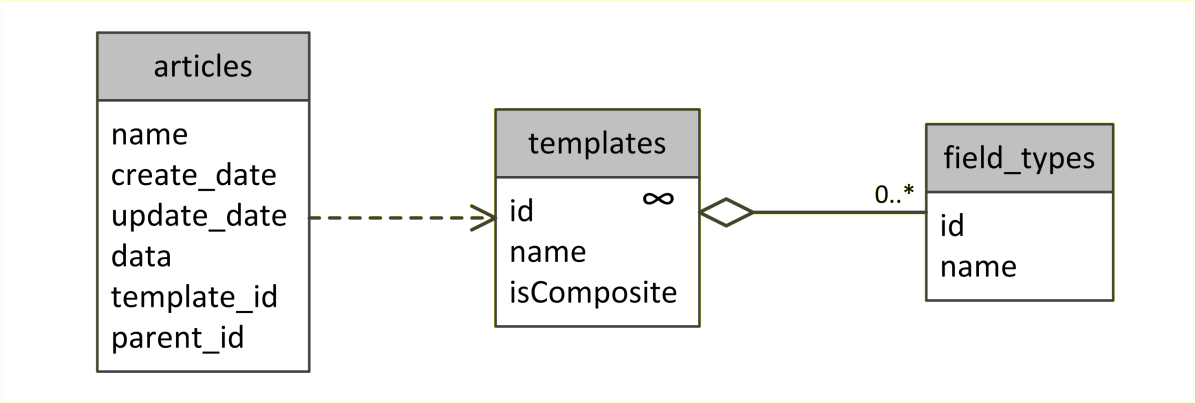 articles
name
create_date
update_date
data
template_id
parent_id
templates
∞
id
name
isComposite
0..*
field_types
id
name